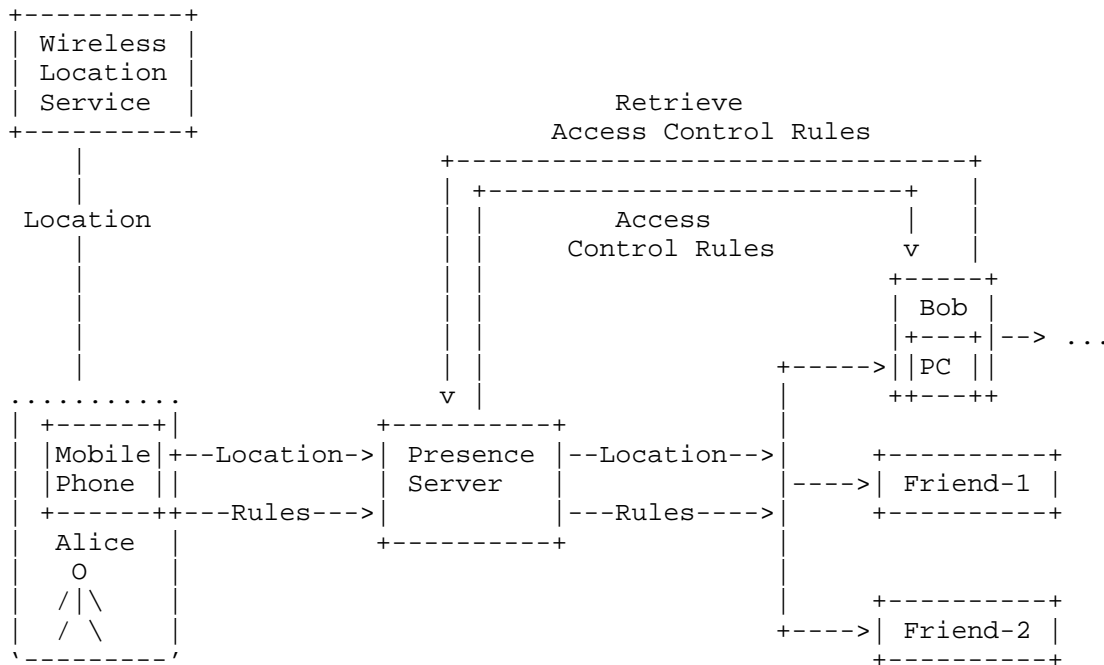 Wireless
Location
Service
Retrieve
Access Control Rules
Location
Access
Control Rules
v
Bob
--> ...
PC
v
Mobile
Phone
--Location->
Presence
Server
--Location-->
Friend-1
---Rules--->
---Rules---->
Alice
O
/|\
/ \
Friend-2